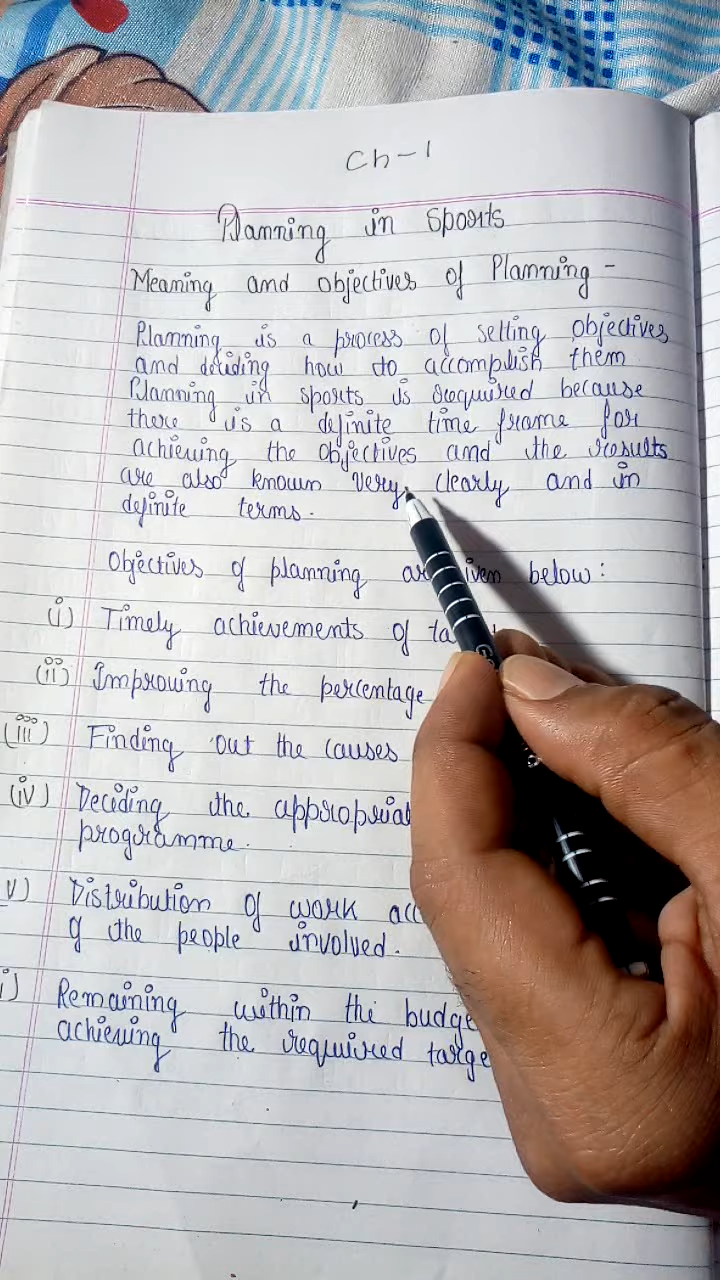 Ch-1
Planning in Sports
Meaning and objectives of Planning -
Planning is a process of setting objectives
and deciding how to accomplish them
Planning in sports is required because
there is a definite time frame for
achieving the objectives and the results
are also known very clearly and in
definite terms.
Objectives of planning below:
(i) Timely achievements of
(ii) Improving the percentage
(iii) Finding out the causes
(iv) Deciding the
programme.
v) Distribution of work
of the people involved.
i) Remaining within the
achieving the required